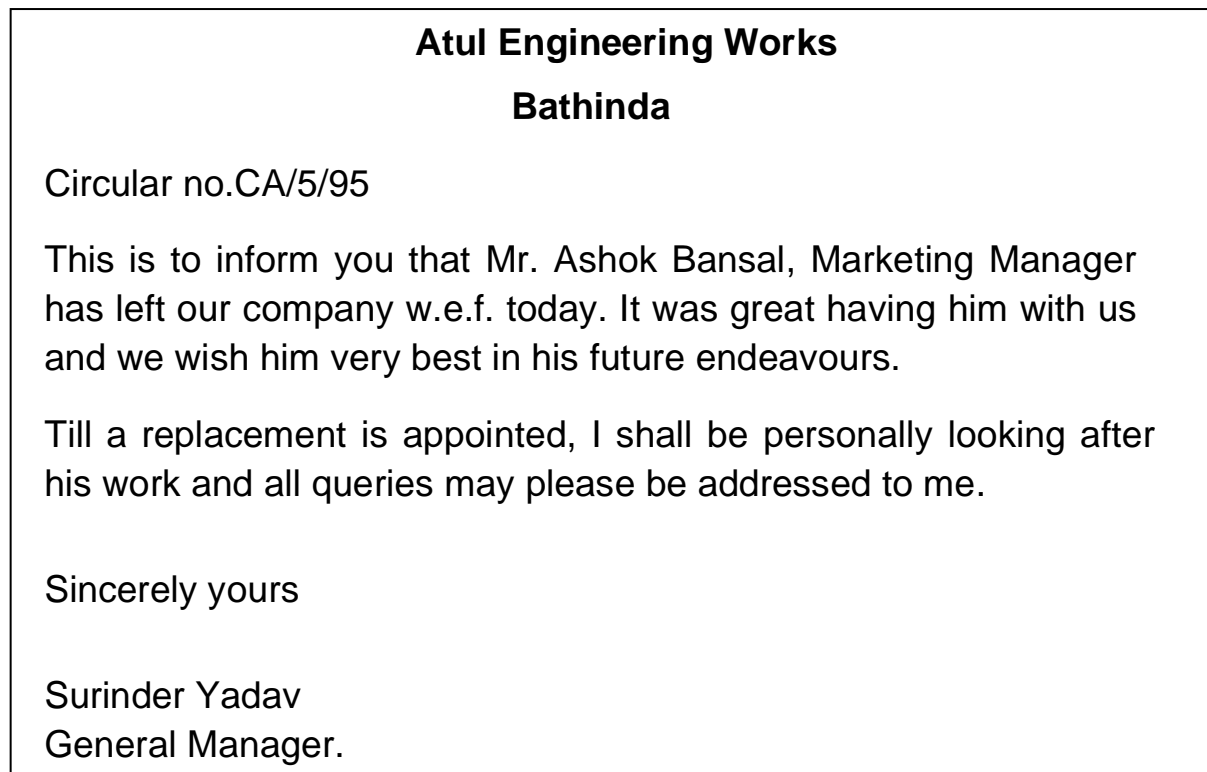 Atul Engineering Works
Bathinda
Circular no.CA/5/95
This is to inform you that Mr. Ashok Bansal, Marketing Manager
has left our company w.e.f. today. It was great having him with us
and we wish him very best in his future endeavours.
Till a replacement is appointed, I shall be personally looking after
his work and all queries may please be addressed to me.
Sincerely yours
Surinder Yadav
General Manager.